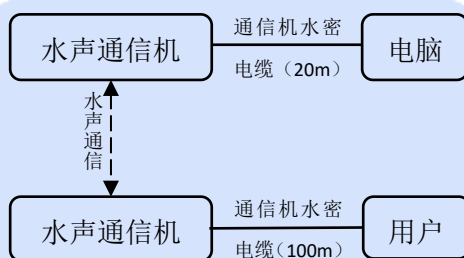 水声通信机
通信机水密
电缆（20m）
电脑
水声通信
水声通信机
通信机水密
电缆(100m）
用户